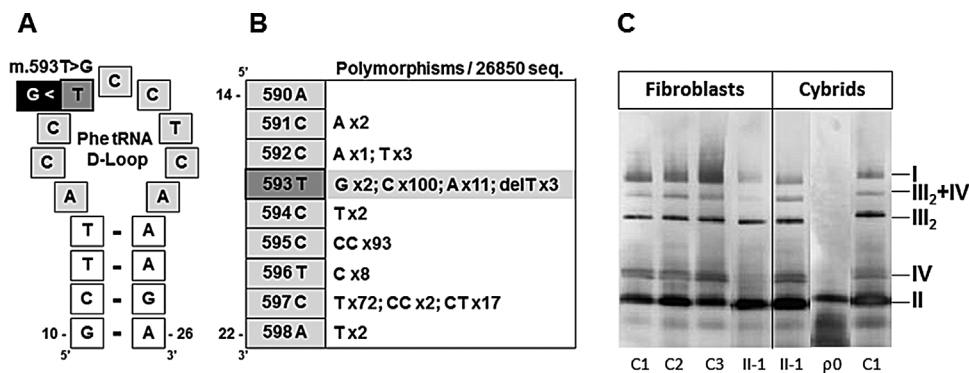 A
m.593T>G
G < T
C
C
C
T
C
C
A
A
Phe tRNA
D-Loop
T - A
T - A
C - G
10 - G - A - 26
5'
3'
B
Polymorphisms / 26850 seq.
5'
14 - 590 A
591 C A x2
592 C A x1; T x3
593 T G x2; C x100; A x11; delT x3
594 C T x2
595 C CC x93
596 T C x8
597 C T x72; CC x2; CT x17
22 - 598 A T x2
3'
C
Fibroblasts Cybrids
I
III2+IV
III2
IV
II
C1 C2 C3 II-1 II-1 ρ0 C1